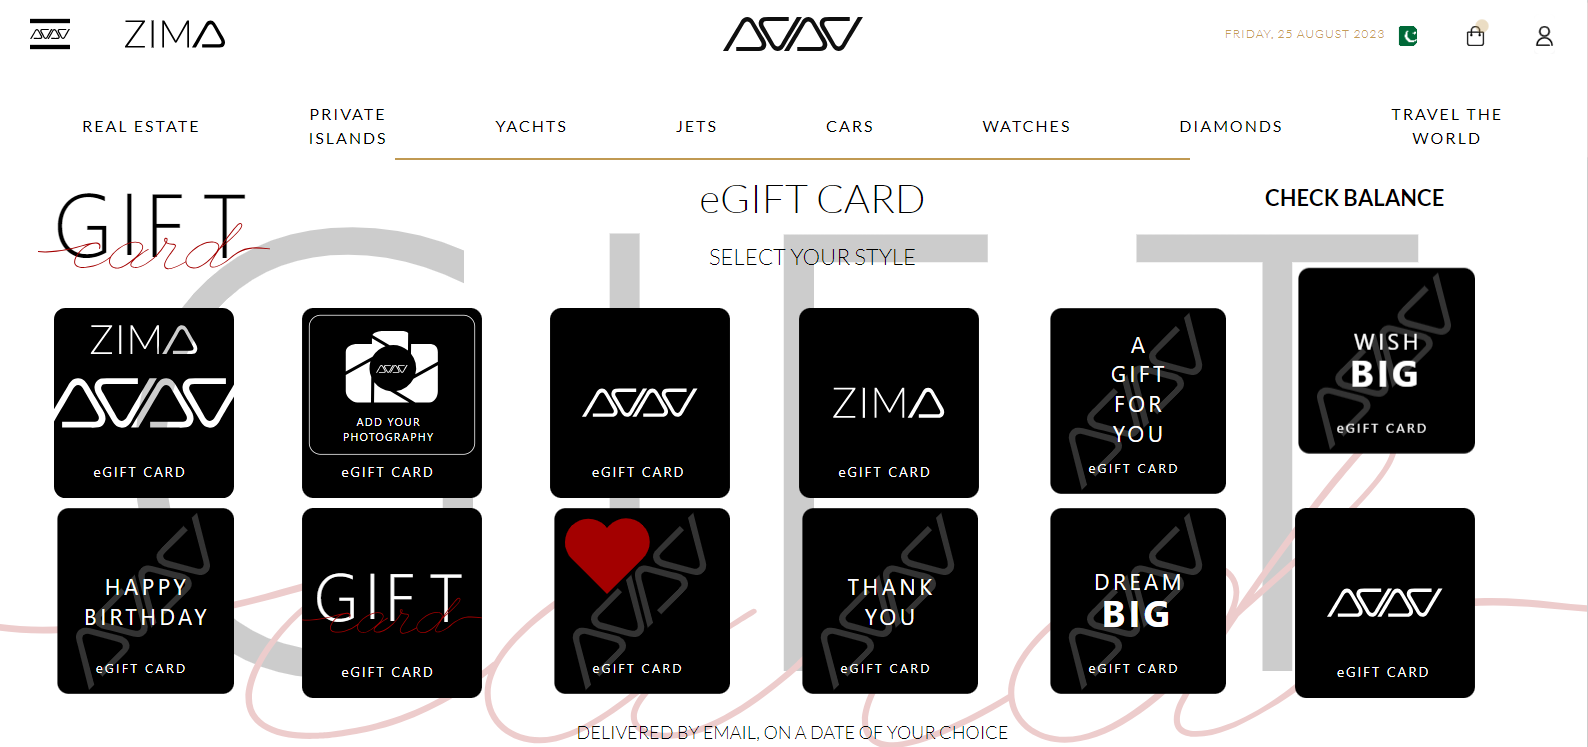 ZIMA
FRIDAY, 25 AUGUST 2023
REAL ESTATE
PRIVATE
ISLANDS
YACHTS
JETS
CARS
WATCHES
DIAMONDS
TRAVEL THE
WORLD
GIFT
card
eGIFT CARD
CHECK BALANCE
SELECT YOUR STYLE
ZIMA
eGIFT CARD
ADD YOUR
PHOTOGRAPHY
eGIFT CARD
eGIFT CARD
ZIMA
eGIFT CARD
A
GIFT
FOR
YOU
eGIFT CARD
WISH
BIG
eGIFT CARD
HAPPY
BIRTHDAY
eGIFT CARD
GIFT
card
eGIFT CARD
eGIFT CARD
THANK
YOU
eGIFT CARD
DREAM
BIG
eGIFT CARD
eGIFT CARD
GIFT
card
DELIVERED BY EMAIL, ON A DATE OF YOUR CHOICE